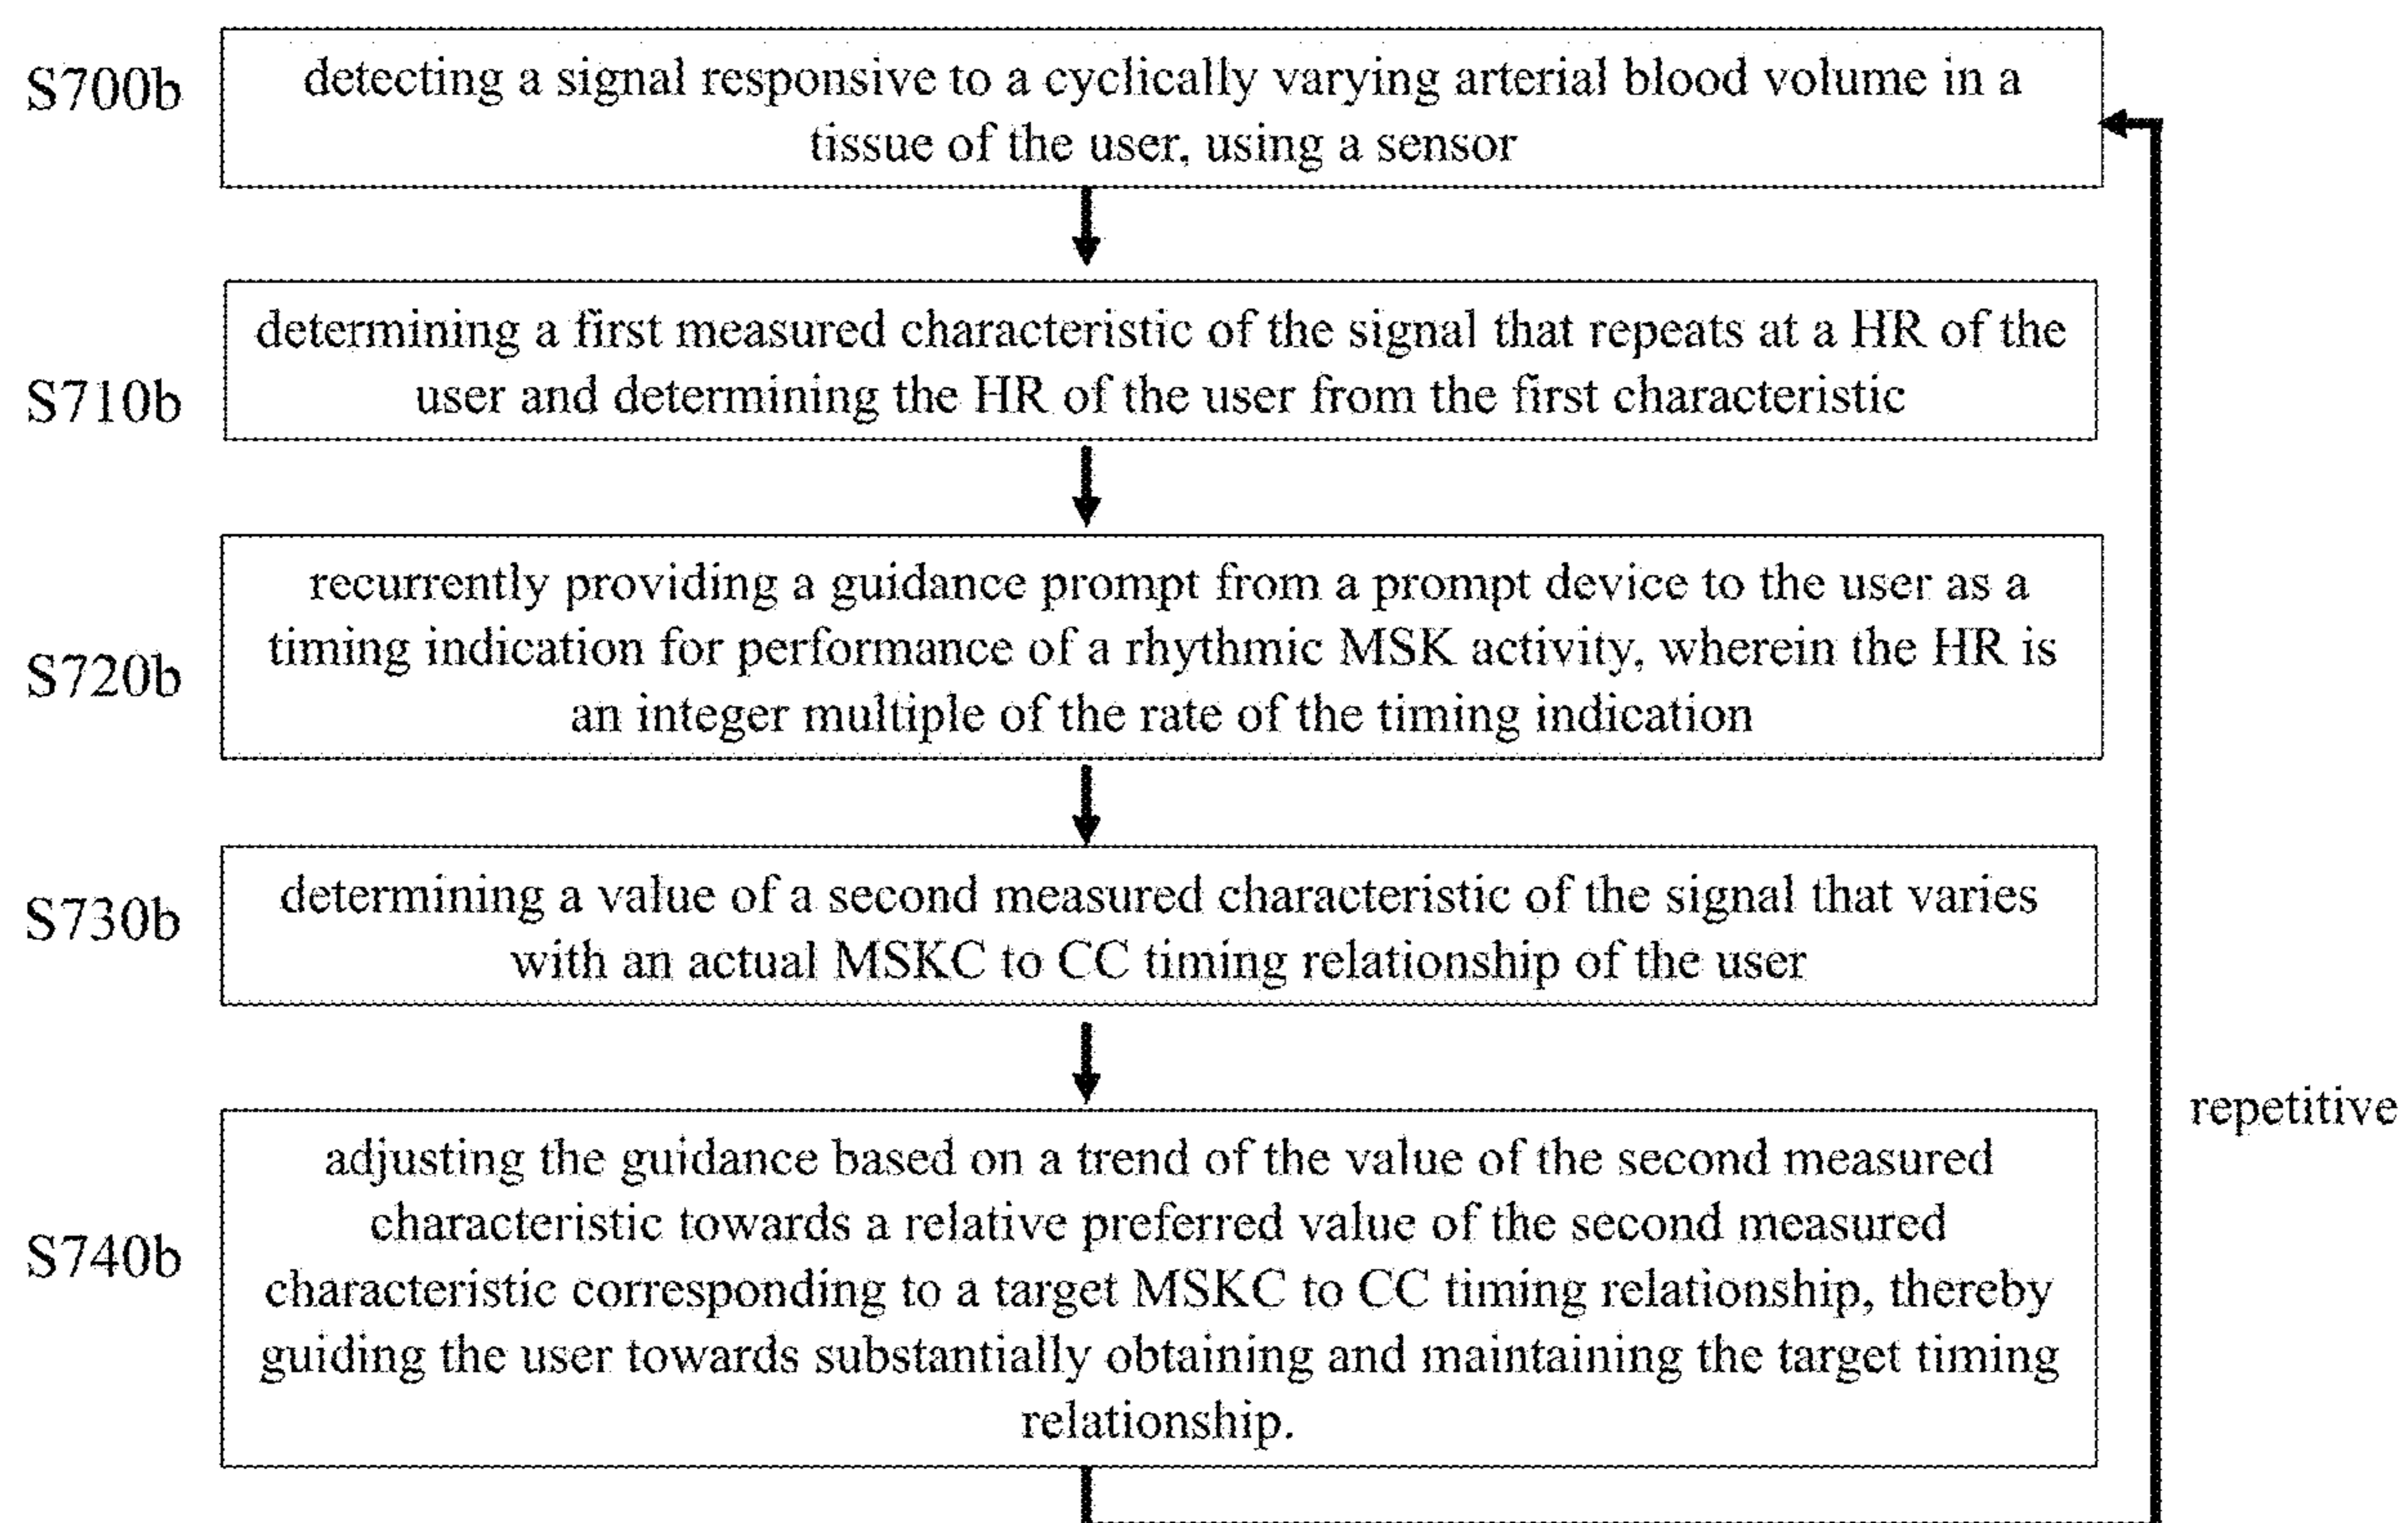 S700b
detecting a signal responsive to a cyclically varying arterial blood volume in a
tissue of the user, using a sensor
S710b
determining a first measured characteristic of the signal that repeats at a HR of the
user and determining the HR of the user from the first characteristic
S720b
recurrently providing a guidance prompt from a prompt device to the user as a
timing indication for performance of a rhythmic MSK activity, wherein the HR is
an integer multiple of the rate of the timing indication
S730b
determining a value of a second measured characteristic of the signal that varies
with an actual MSKC to CC timing relationship of the user
S740b
adjusting the guidance based on a trend of the value of the second measured
characteristic towards a relative preferred value of the second measured
characteristic corresponding to a target MSKC to CC timing relationship, thereby
guiding the user towards substantially obtaining and maintaining the target timing
relationship.
repetitive